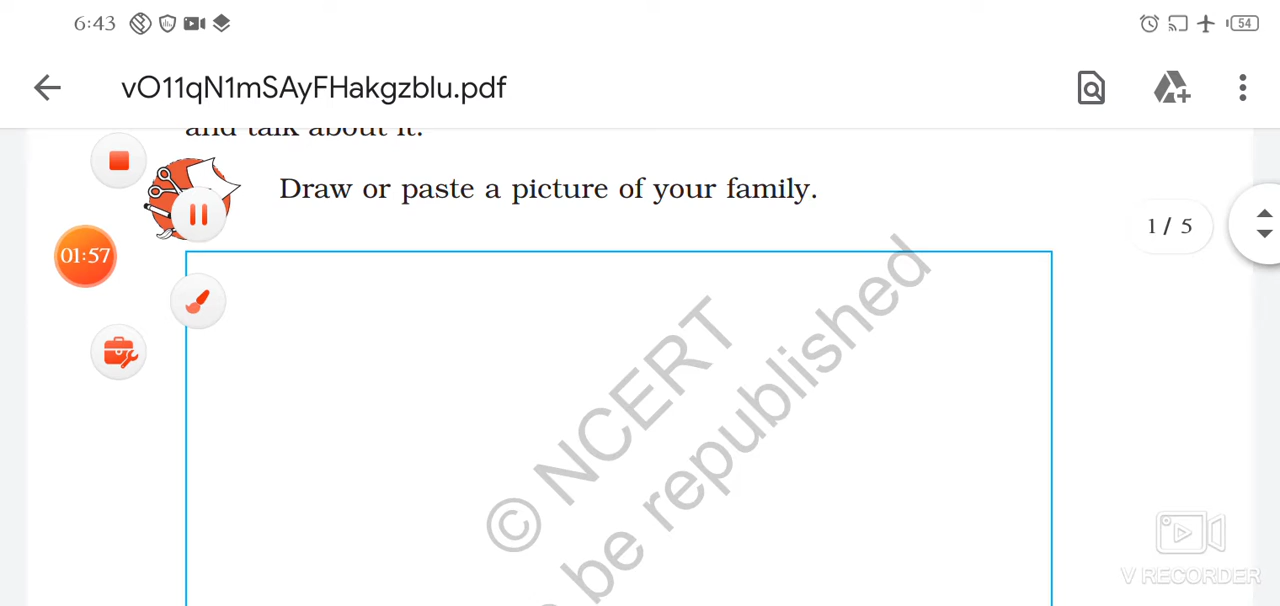 6:43
54
vO11qN1mSAyFHakgzblu.pdf
and talk about it.
Draw or paste a picture of your family.
1 / 5
01:57
© NCERT
be republished
V RECORDER